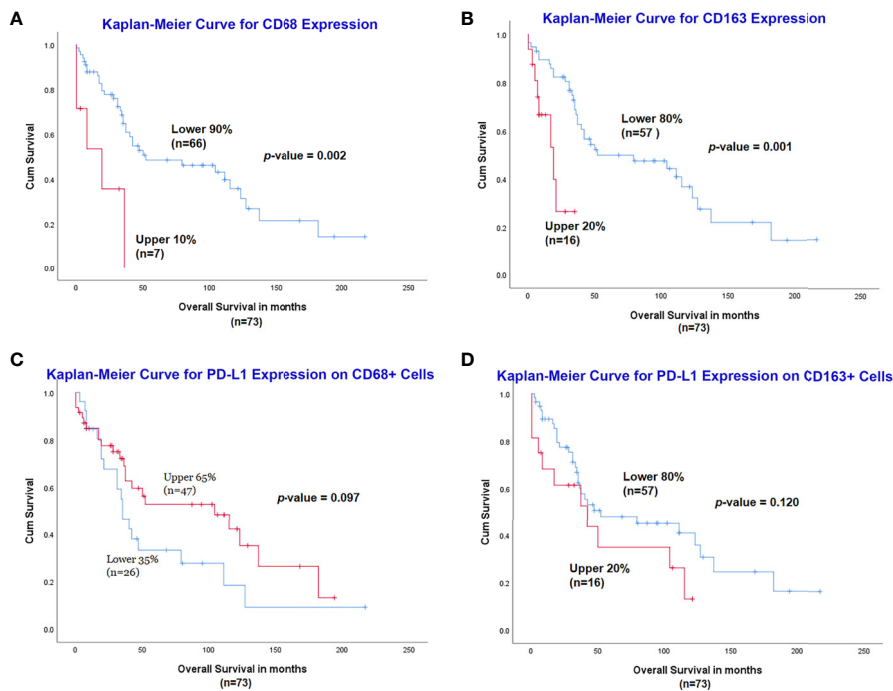 A
Kaplan-Meier Curve for CD68 Expression
1.0
0.8
0.6
0.4
0.2
0.0
Cum Survival
Lower 90%
(n=66)
p-value = 0.002
Upper 10%
(n=7)
0 50 100 150 200 250
Overall Survival in months
(n=73)
B
Kaplan-Meier Curve for CD163 Expression
1.0
0.8
0.6
0.4
0.2
0.0
Cum Survival
Lower 80%
(n=57 )
p-value = 0.001
Upper 20%
(n=16)
0 50 100 150 200 250
Overall Survival in months
(n=73)
C
Kaplan-Meier Curve for PD-L1 Expression on CD68+ Cells
1.0
0.8
0.6
0.4
0.2
0.0
Cum Survival
Upper 65%
(n=47)
p-value = 0.097
Lower 35%
(n=26)
0 50 100 150 200 250
Overall Survival in months
(n=73)
D
Kaplan-Meier Curve for PD-L1 Expression on CD163+ Cells
1.0
0.8
0.6
0.4
0.2
0.0
Cum Survival
Lower 80%
(n=57)
p-value = 0.120
Upper 20%
(n=16)
0 50 100 150 200 250
Overall Survival in months
(n=73)